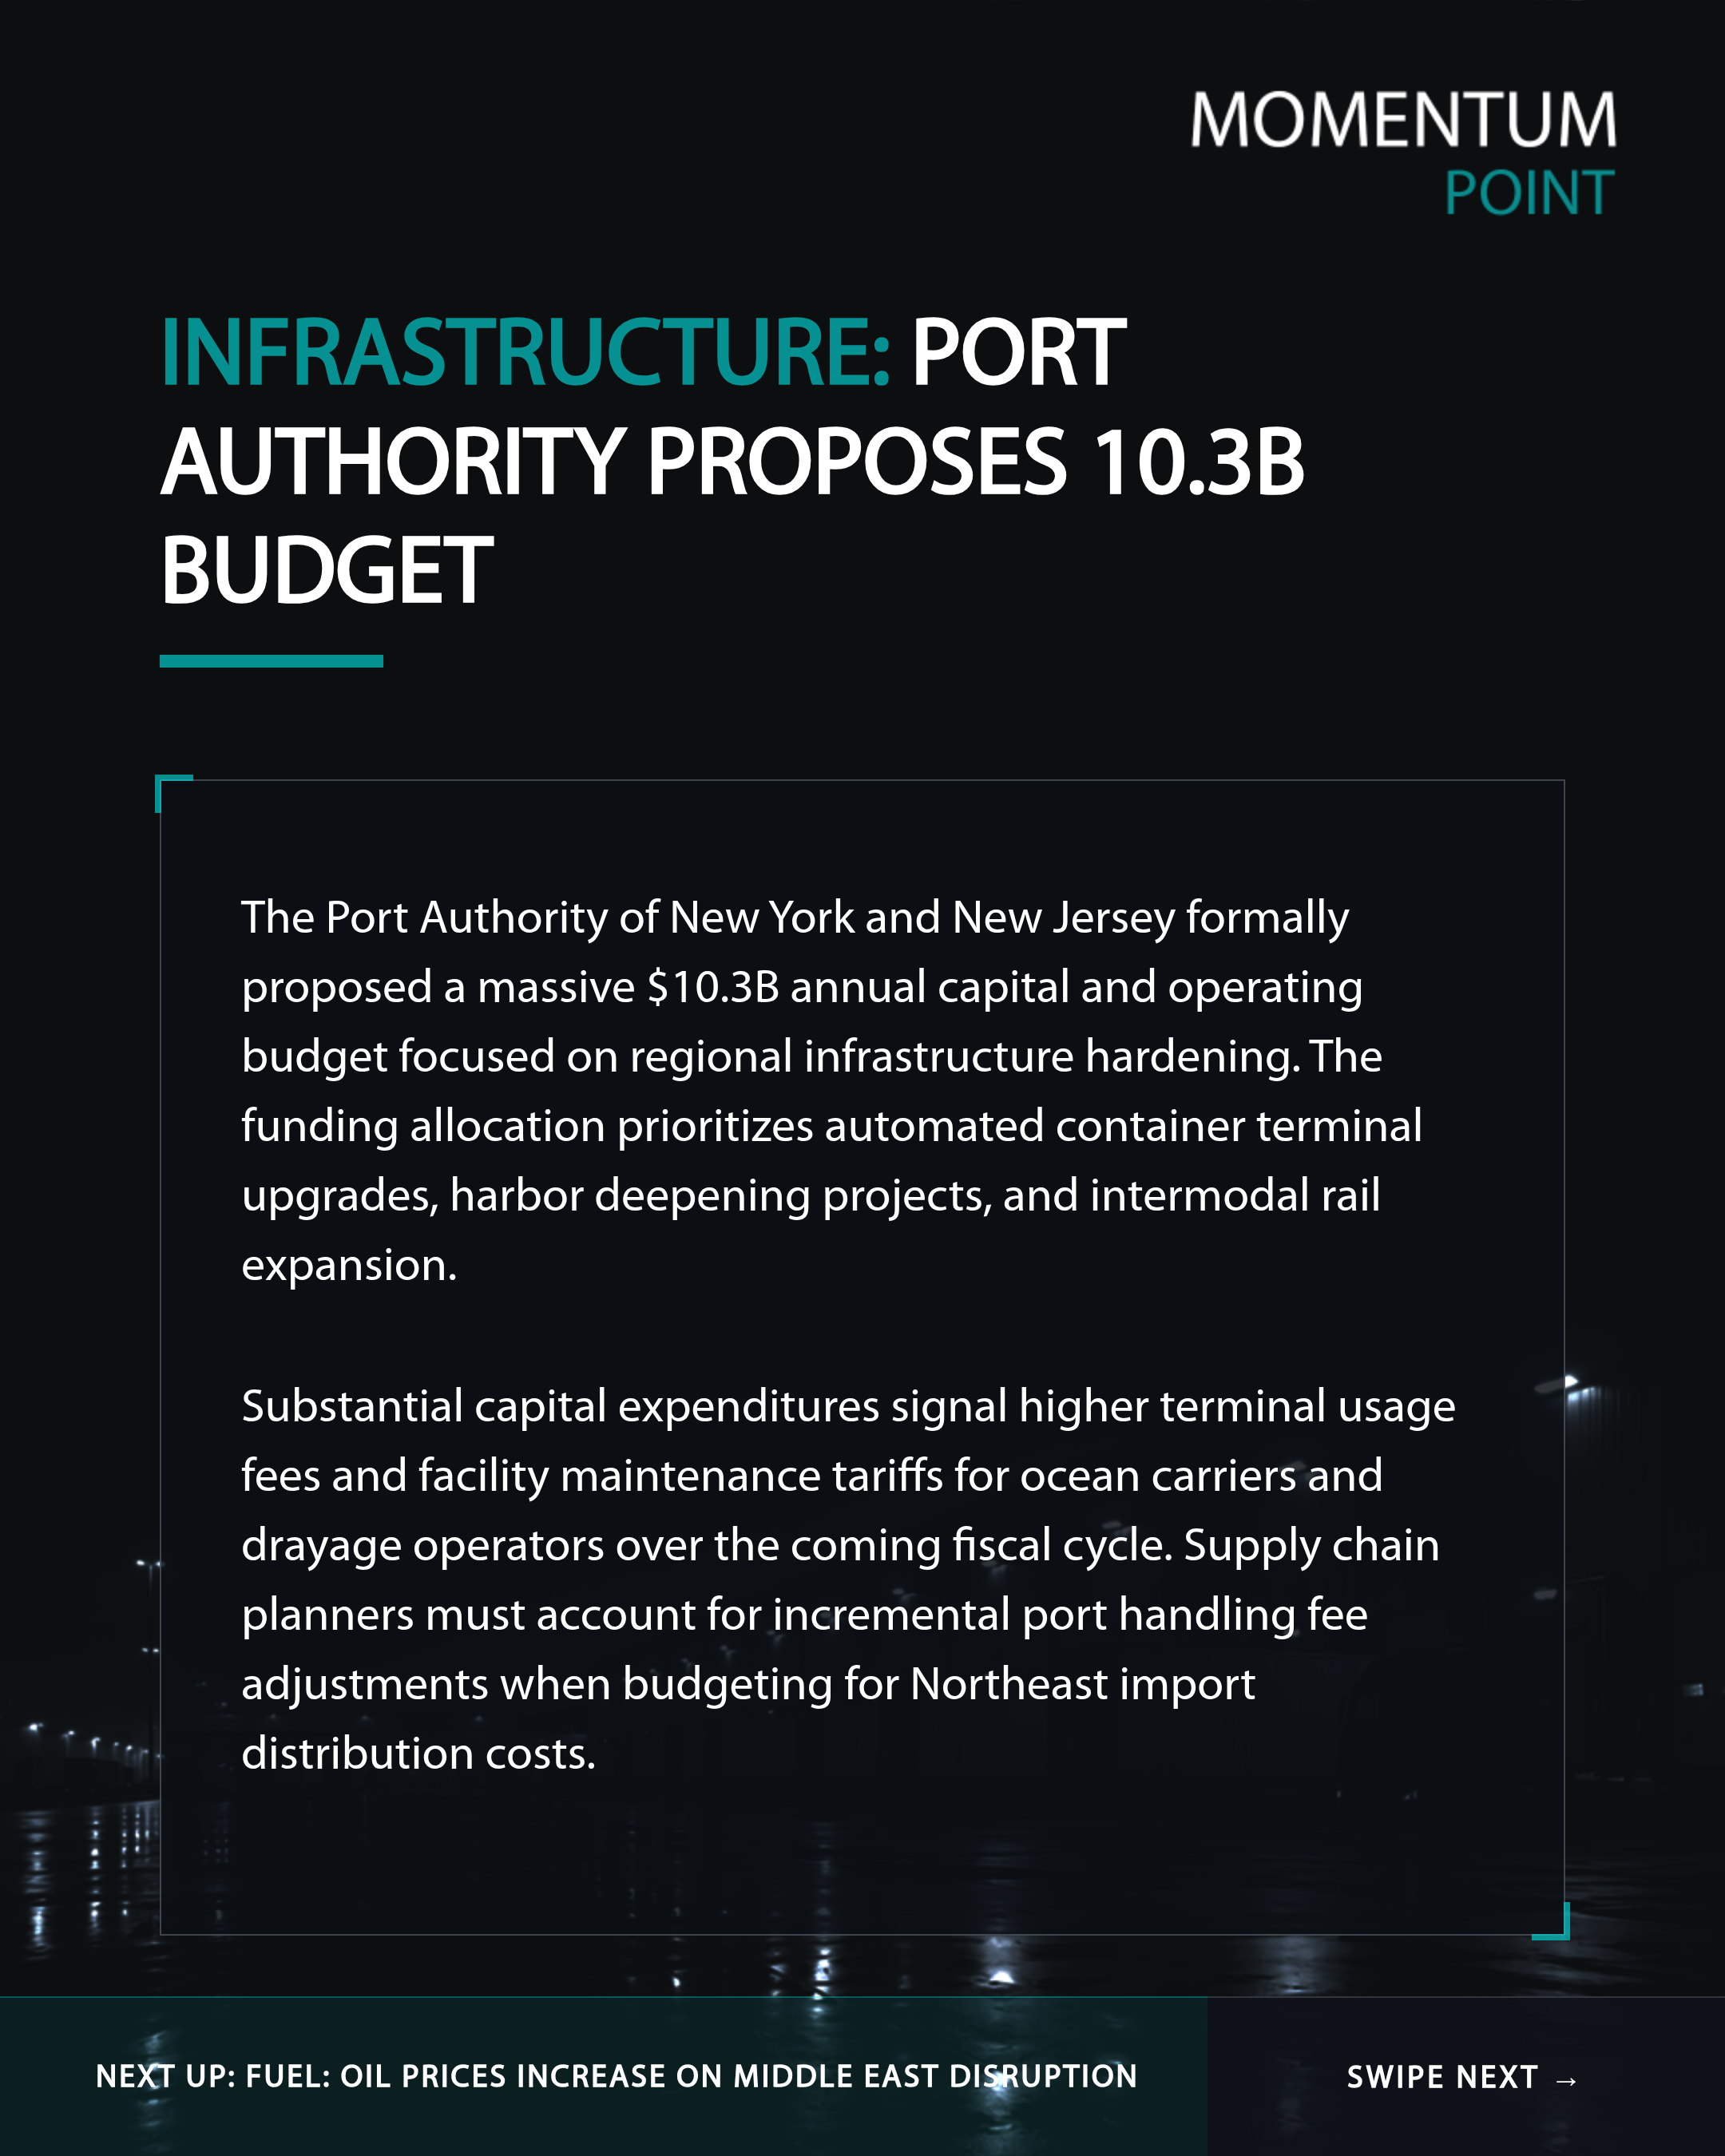 MOMENTUM
POINT
INFRASTRUCTURE: PORT
AUTHORITY PROPOSES 10.3B
BUDGET
The Port Authority of New York and New Jersey formally
proposed a massive $10.3B annual capital and operating
budget focused on regional infrastructure hardening. The
funding allocation prioritizes automated container terminal
upgrades, harbor deepening projects, and intermodal rail
expansion.
Substantial capital expenditures signal higher terminal usage
fees and facility maintenance tariffs for ocean carriers and
drayage operators over the coming fiscal cycle. Supply chain
planners must account for incremental port handling fee
adjustments when budgeting for Northeast import
distribution costs.
NEXT UP: FUEL: OIL PRICES INCREASE ON MIDDLE EAST DISRUPTION
SWIPE NEXT →